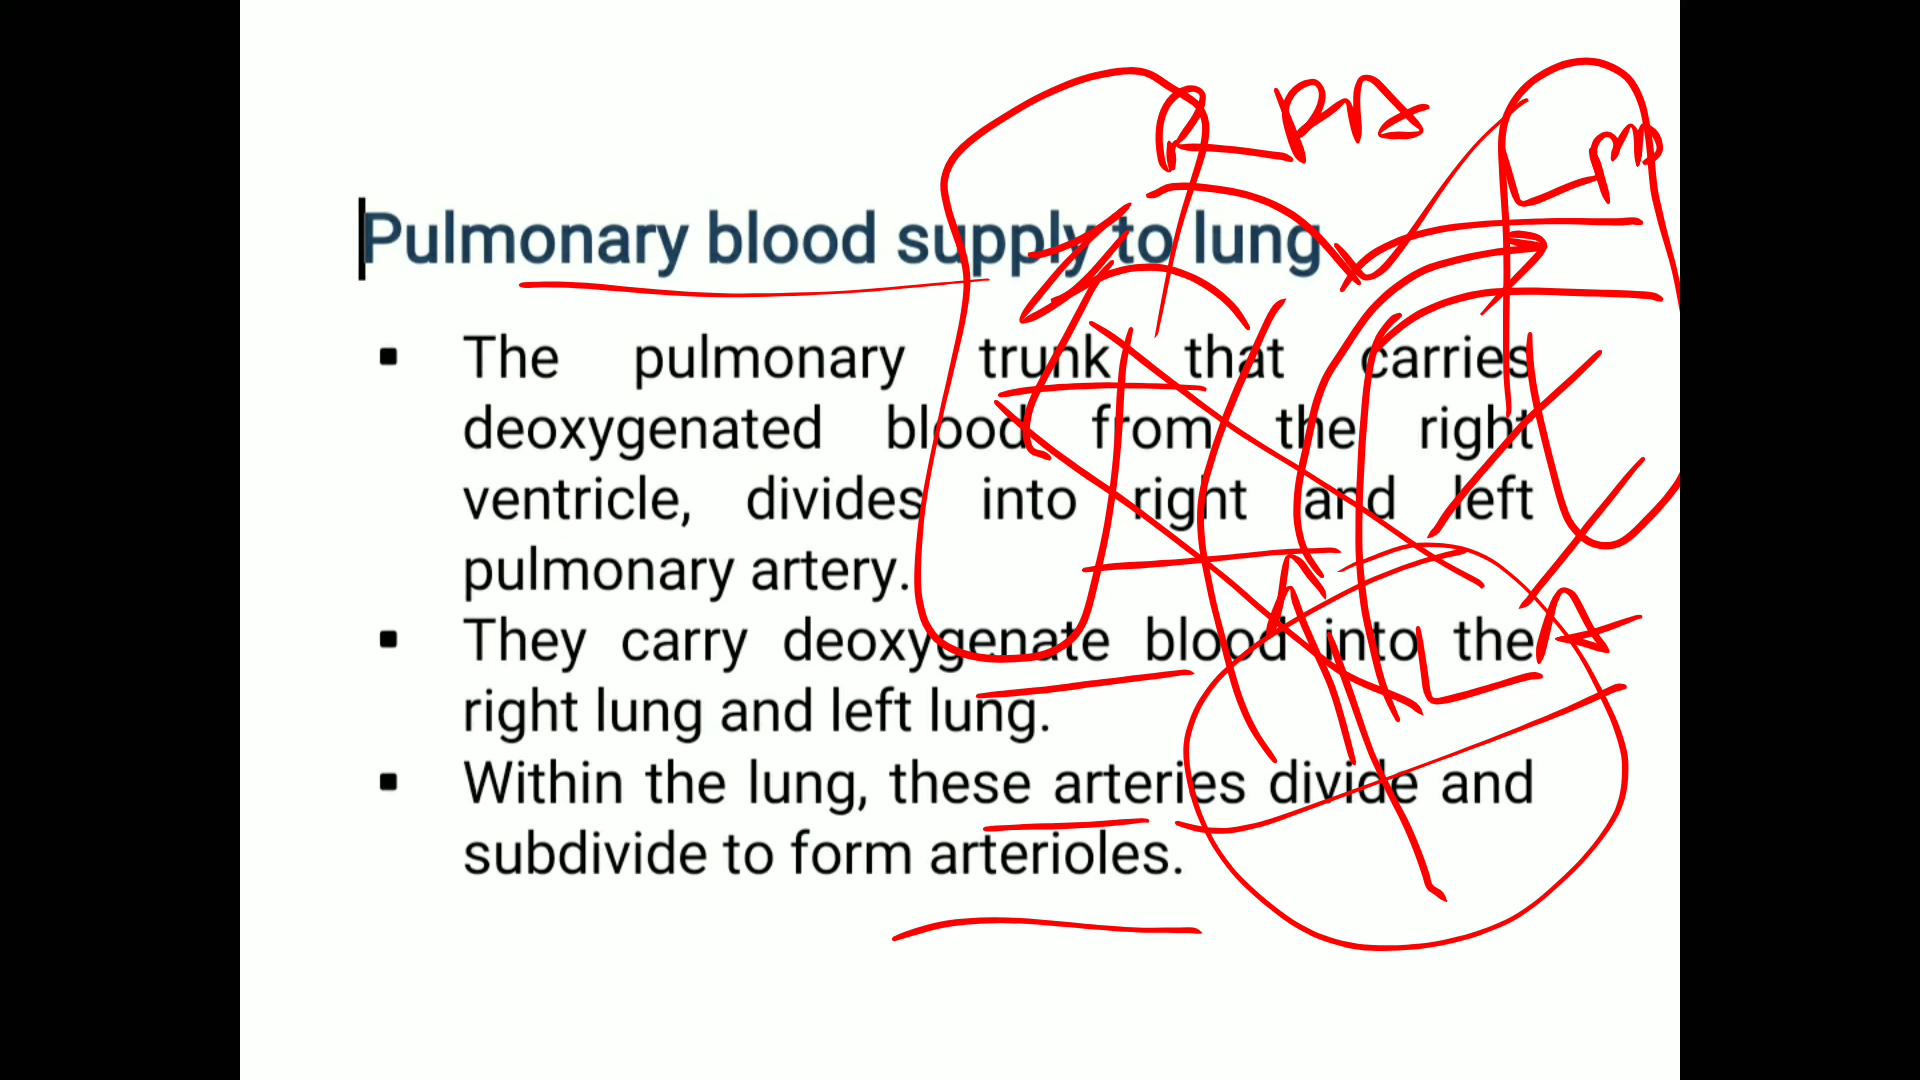 R PA
Pulmonary blood supply to lung
▪ The pulmonary trunk that carries
deoxygenated blood from the right
ventricle, divides into right and left
pulmonary artery.
▪ They carry deoxygenate blood into the
right lung and left lung.
▪ Within the lung, these arteries divide and
subdivide to form arterioles.